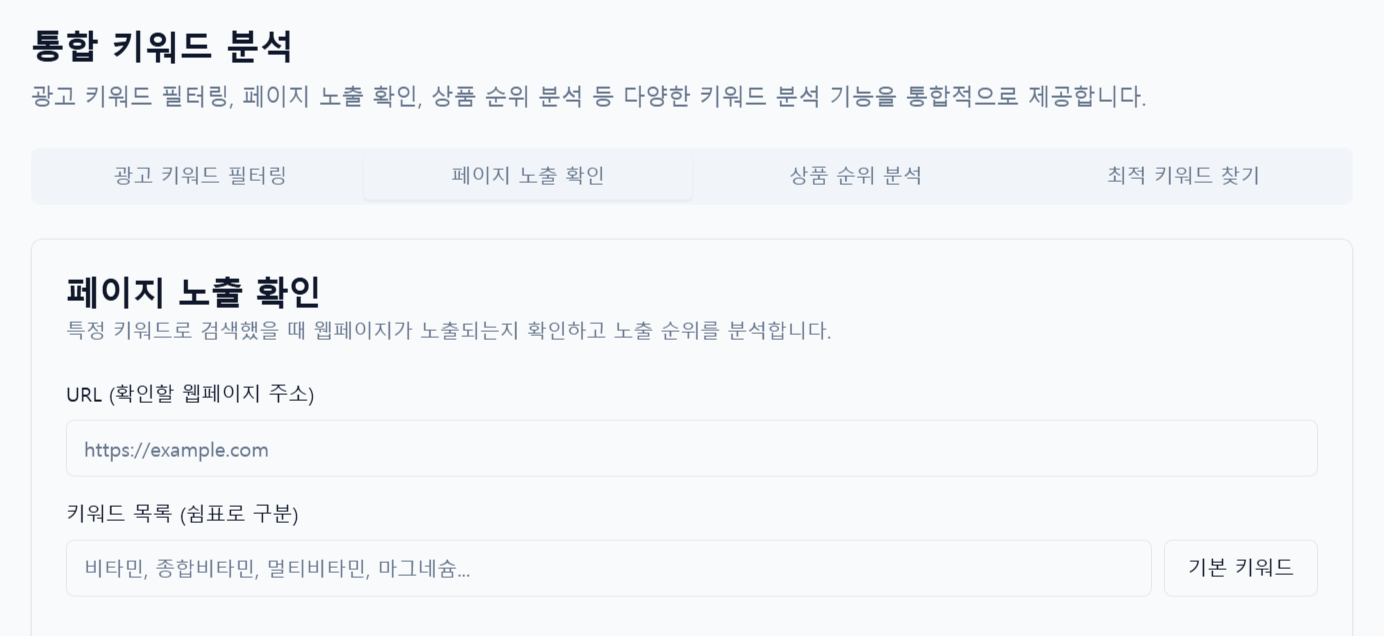 통합 키워드 분석
광고 키워드 필터링, 페이지 노출 확인, 상품 순위 분석 등 다양한 키워드 분석 기능을 통합적으로 제공합니다.
광고 키워드 필터링 페이지 노출 확인 상품 순위 분석 최적 키워드 찾기
페이지 노출 확인
특정 키워드로 검색했을 때 웹페이지가 노출되는지 확인하고 노출 순위를 분석합니다.
URL (확인할 웹페이지 주소)
https://example.com
키워드 목록 (쉼표로 구분)
비타민, 종합비타민, 멀티비타민, 마그네슘... 기본 키워드